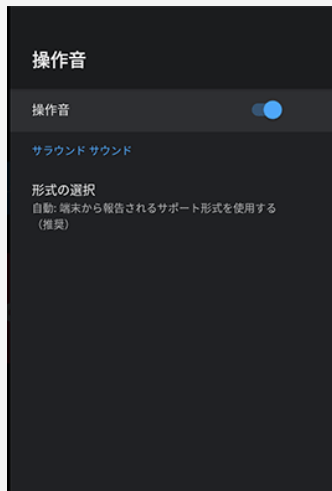 操作音
操作音
サラウンド サウンド
形式の選択
自動: 端末から報告されるサポート形式を使用する
（推奨）